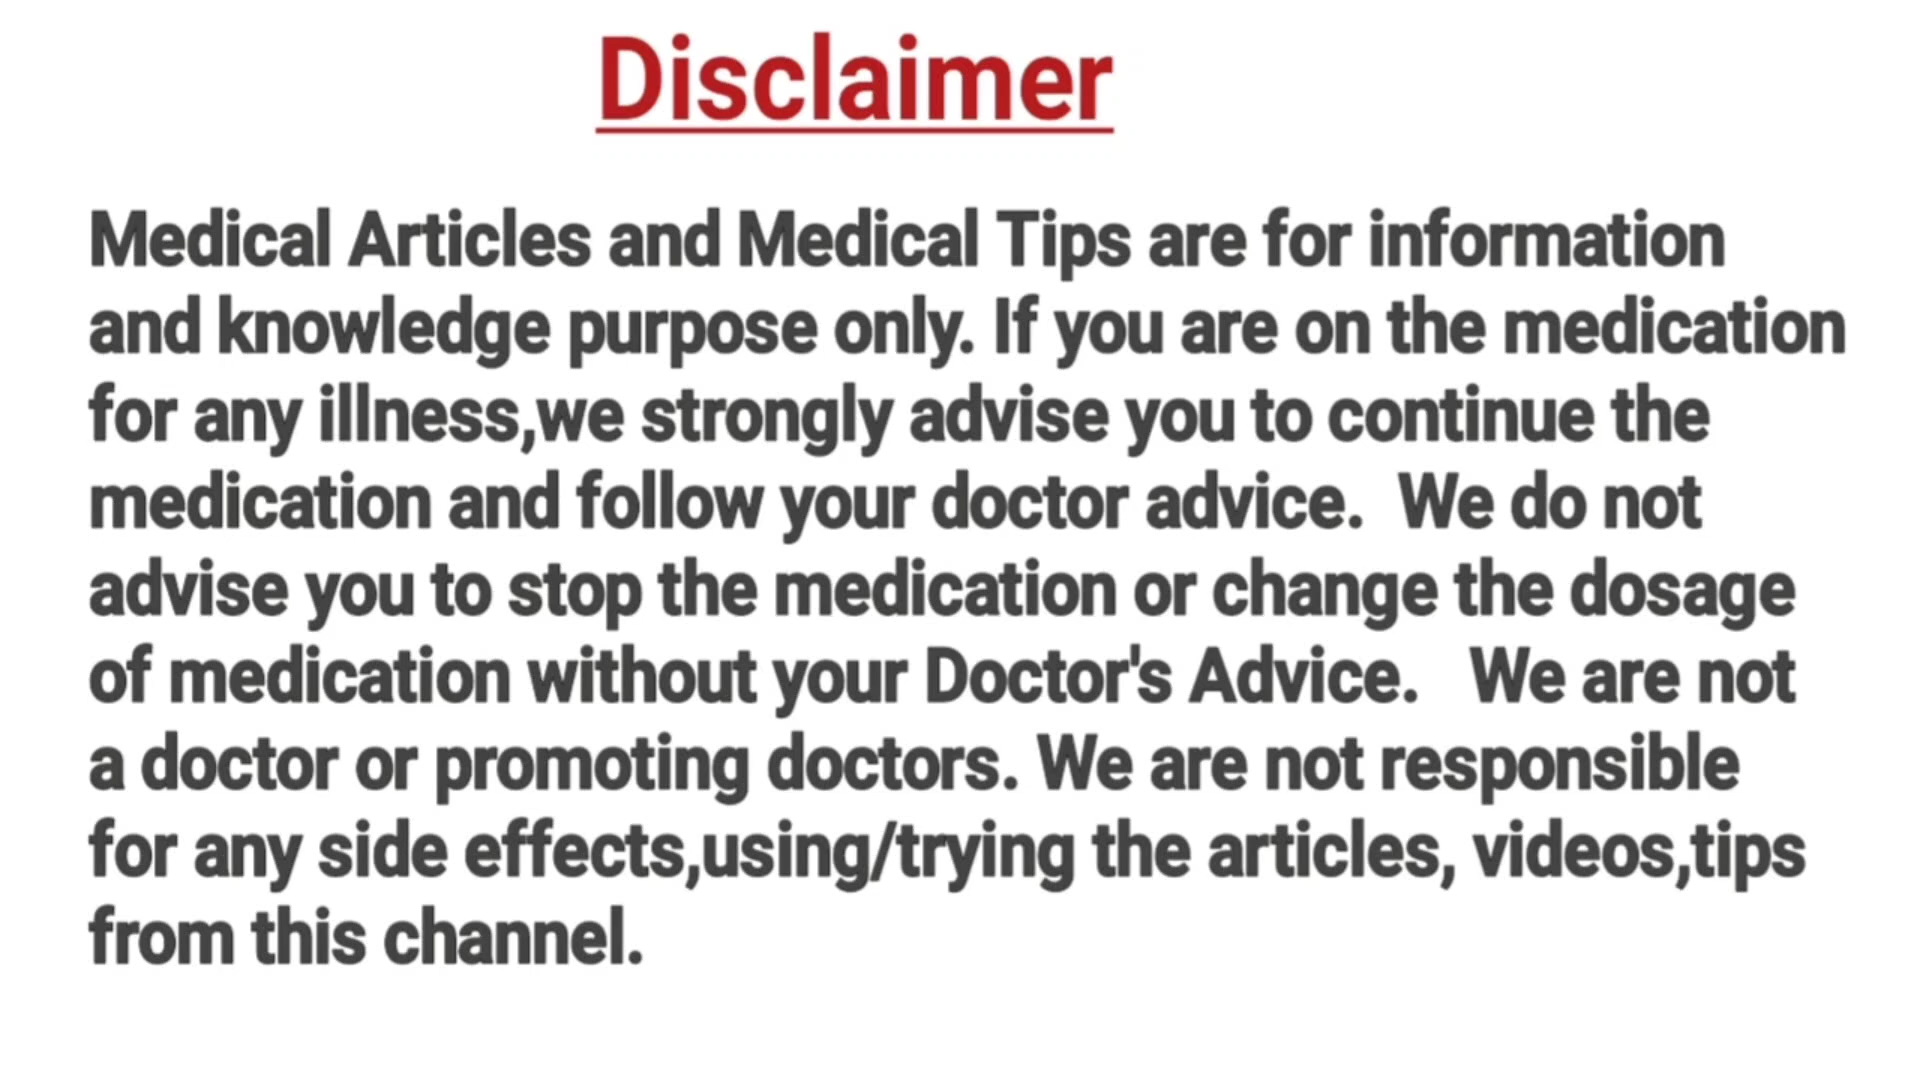 Disclaimer
Medical Articles and Medical Tips are for information
and knowledge purpose only. If you are on the medication
for any illness,we strongly advise you to continue the
medication and follow your doctor advice.  We do not
advise you to stop the medication or change the dosage
of medication without your Doctor's Advice.   We are not
a doctor or promoting doctors. We are not responsible
for any side effects,using/trying the articles, videos,tips
from this channel.